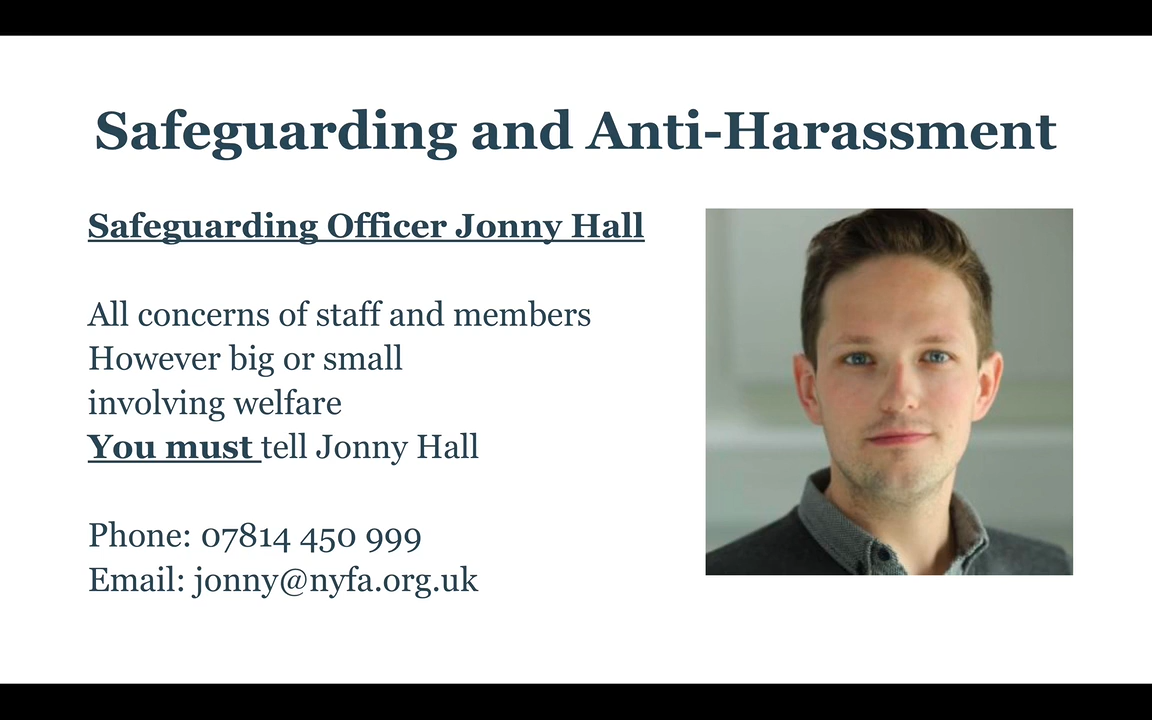 Safeguarding and Anti-Harassment
Safeguarding Officer Jonny Hall
All concerns of staff and members
However big or small
involving welfare
You must tell Jonny Hall
Phone: 07814 450 999
Email: jonny@nyfa.org.uk